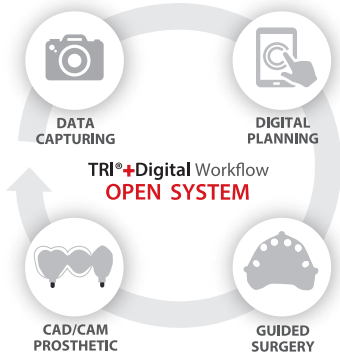 DATA
CAPTURING
DIGITAL
PLANNING
TRI®+Digital Workflow
OPEN SYSTEM
CAD/CAM
PROSTHETIC
GUIDED
SURGERY